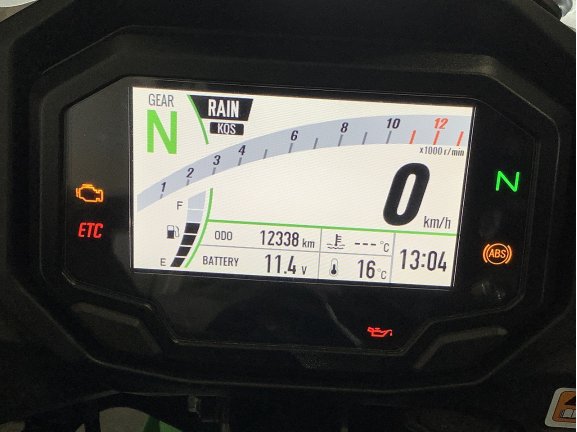 GEAR
N
RAIN
KQS
1 2 3 4 6 8 10 12
x1000 r/min
0 km/h
N
ETC
F
E
ODO 12338 km
--- °C
BATTERY 11.4 V
16 °C
13:04
ABS